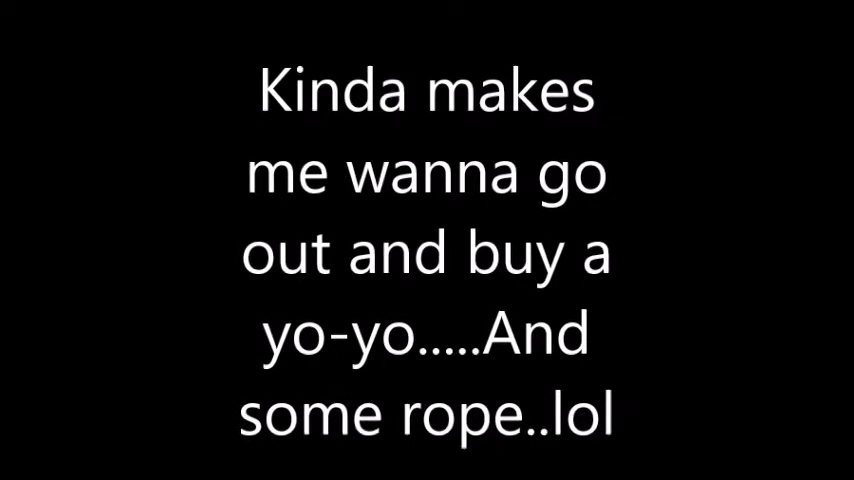 Kinda makes
me wanna go
out and buy a
yo-yo.....And
some rope..lol